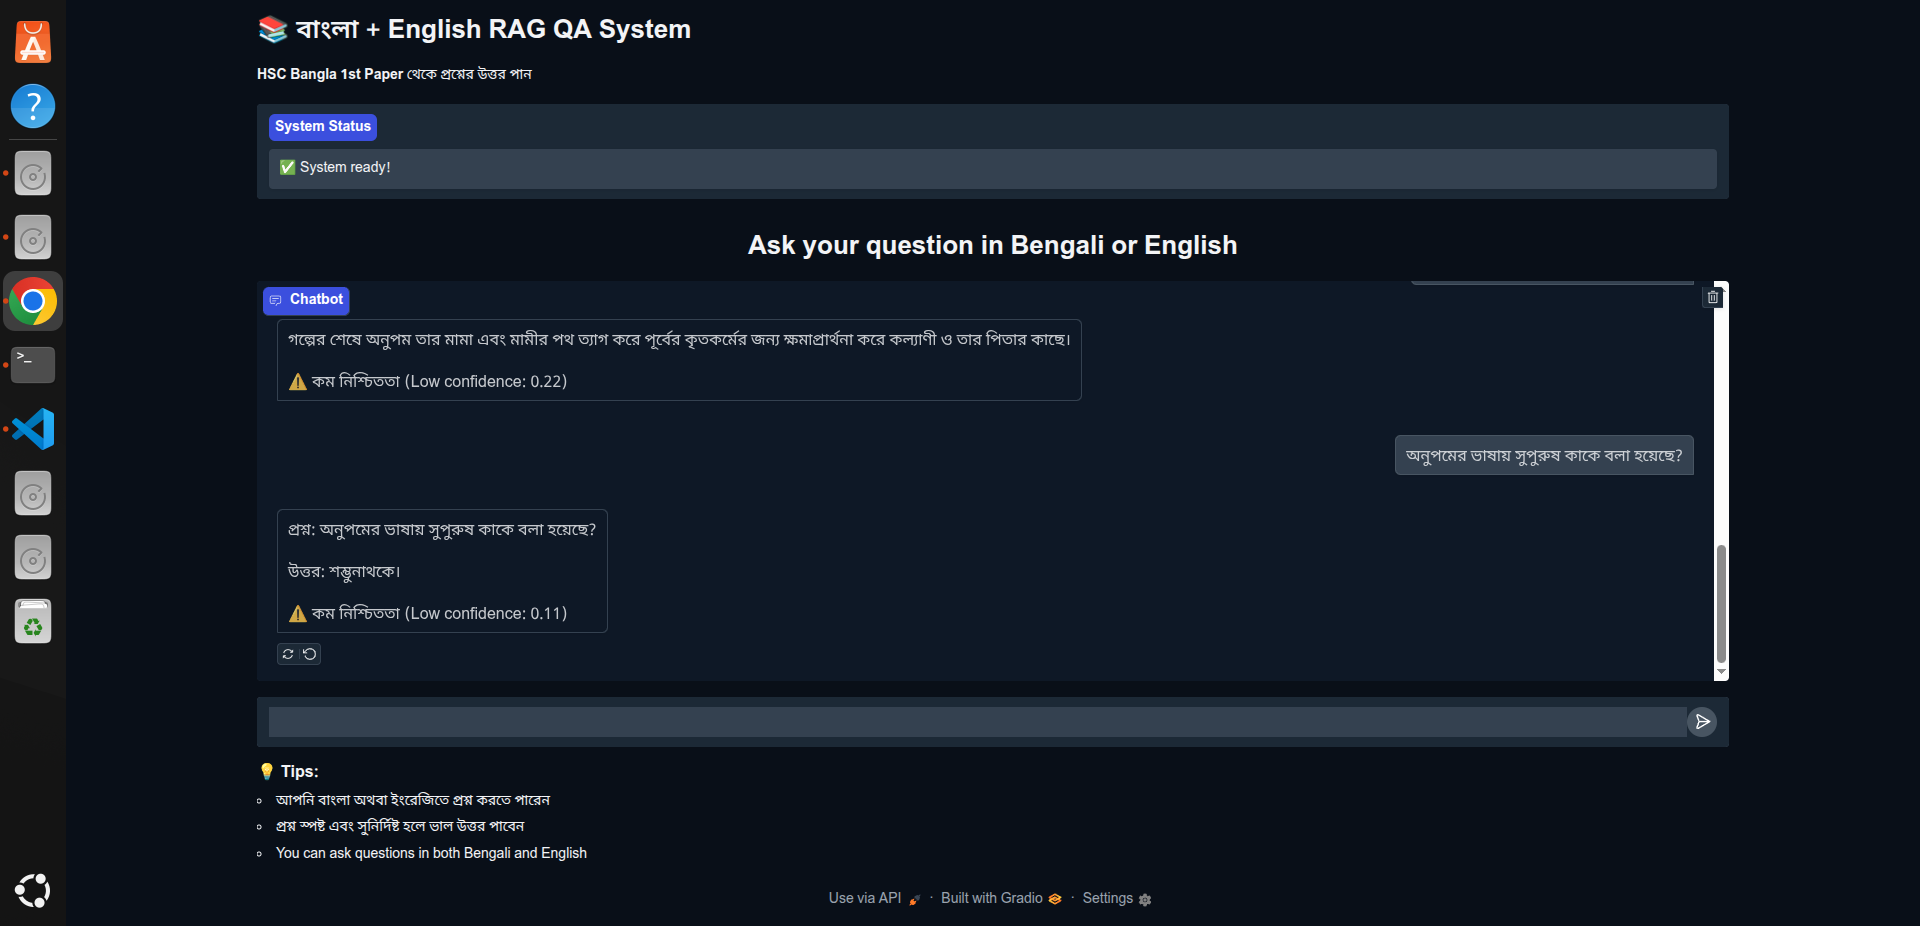 📚 বাংলা + English RAG QA System
HSC Bangla 1st Paper থেকে প্রশ্নের উত্তর পান
System Status
✅ System ready!
Ask your question in Bengali or English
Chatbot
গল্পের শেষে অনুপম তার মামা এবং মামীর পথ ত্যাগ করে পূর্বের কৃতকর্মের জন্য ক্ষমাপ্রার্থনা করে কল্যাণী ও তার পিতার কাছে।
⚠️ কম নিশ্চিততা (Low confidence: 0.22)
অনুপমের ভাষায় সুপুরুষ কাকে বলা হয়েছে?
প্রশ্ন: অনুপমের ভাষায় সুপুরুষ কাকে বলা হয়েছে?
উত্তর: শম্ভুনাথকে।
⚠️ কম নিশ্চিততা (Low confidence: 0.11)
💡 Tips:
আপনি বাংলা অথবা ইংরেজিতে প্রশ্ন করতে পারেন
প্রশ্ন স্পষ্ট এবং সুনির্দিষ্ট হলে ভাল উত্তর পাবেন
You can ask questions in both Bengali and English
Use via API · Built with Gradio · Settings